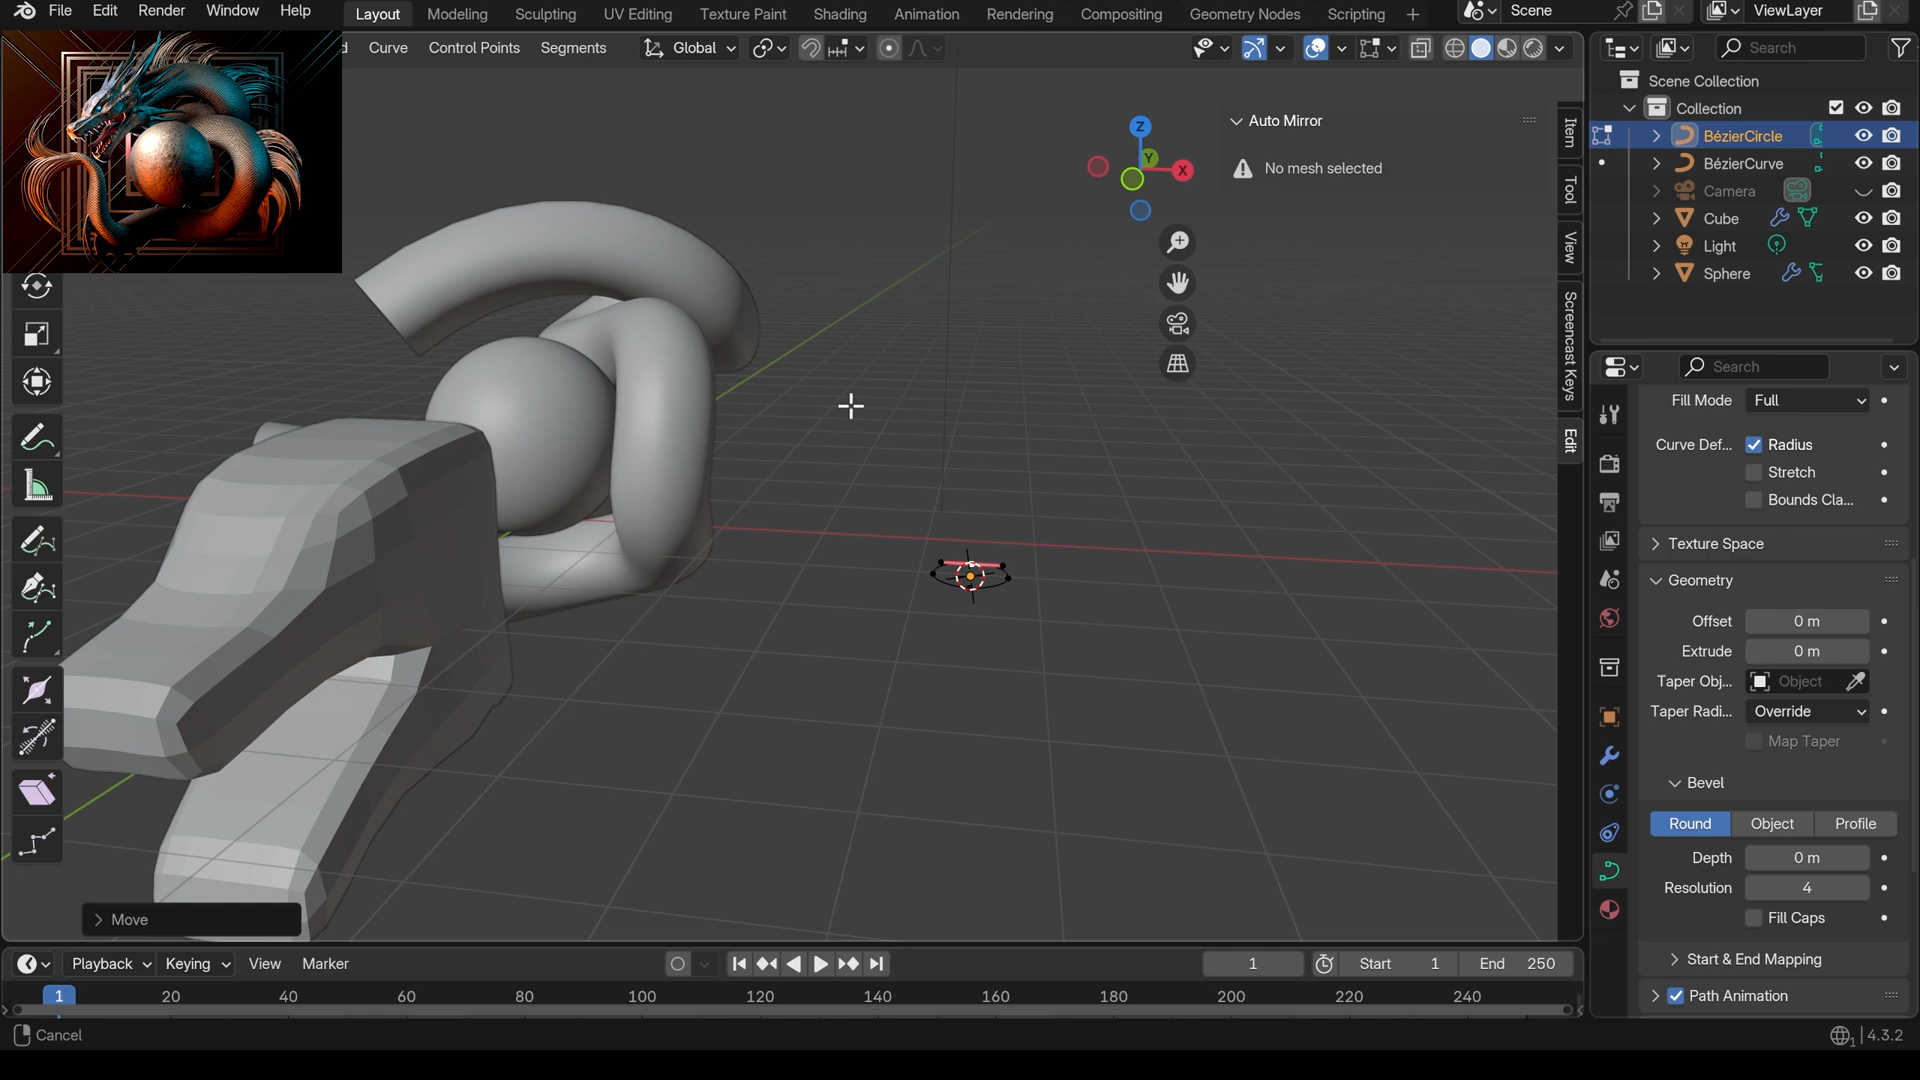 File Edit Render Window Help Layout Modeling Sculpting UV Editing Texture Paint Shading Animation Rendering Compositing Geometry Nodes Scripting + Scene ViewLayer
Curve Control Points Segments Global Search
Scene Collection
Collection
BézierCircle
BézierCurve
Camera
Cube
Light
Sphere
Auto Mirror
No mesh selected
Z
Y
X
Item
Tool
View
Screencast Keys
Edit
Search
Fill Mode Full
Curve Def... Radius
Stretch
Bounds Cla...
Texture Space
Geometry
Offset 0 m
Extrude 0 m
Taper Obj... Object
Taper Radi... Override
Map Taper
Bevel
Round Object Profile
Depth 0 m
Resolution 4
Fill Caps
Start & End Mapping
Path Animation
Move
Playback Keying View Marker 1 Start 1 End 250
1 20 40 60 80 100 120 140 160 180 200 220 240
Cancel 1 4.3.2